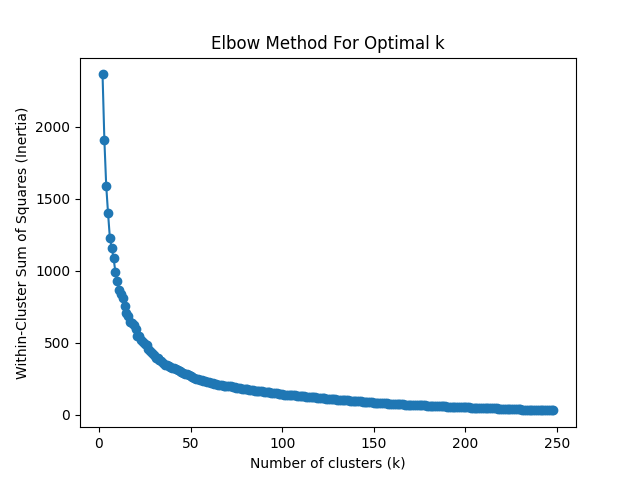 Elbow Method For Optimal k
Within-Cluster Sum of Squares (Inertia)
2000
1500
1000
500
0
0 50 100 150 200 250
Number of clusters (k)